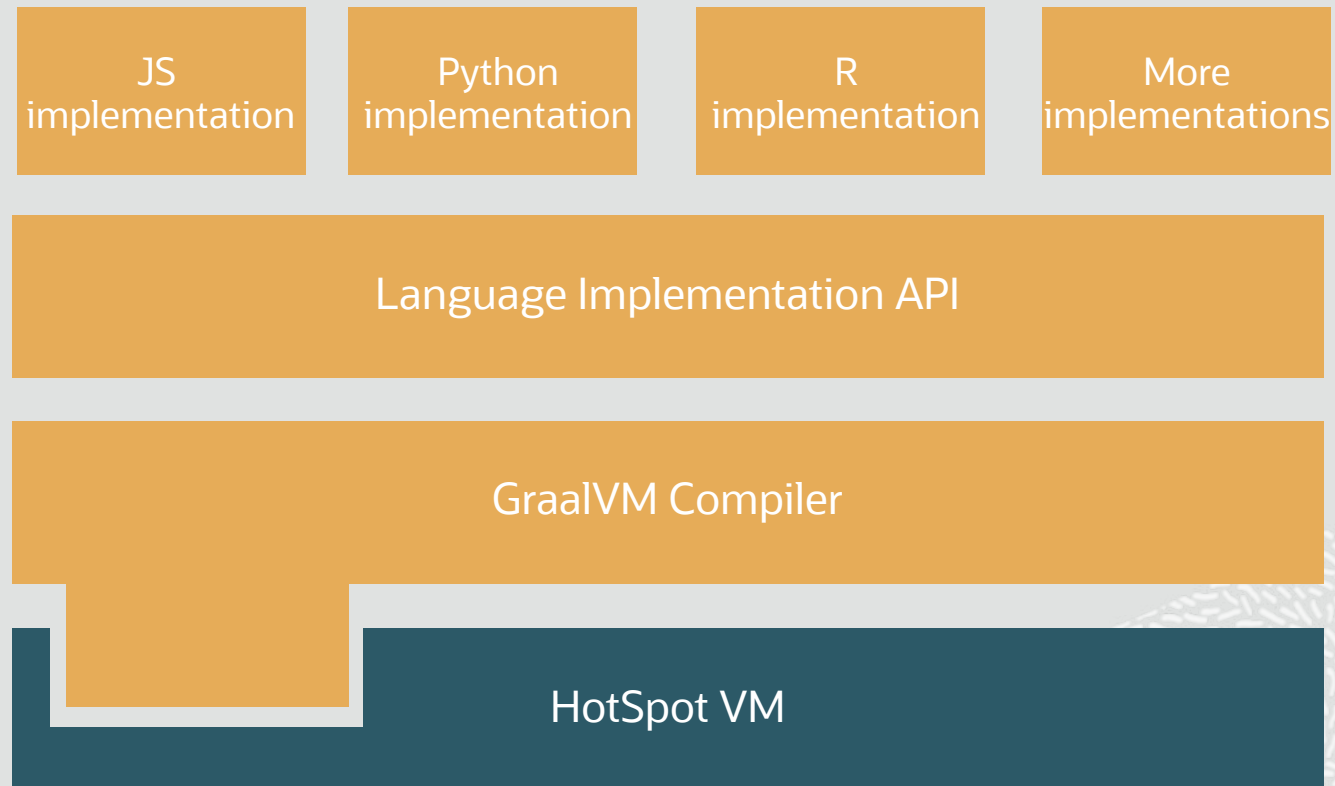 JS
implementation
Python
implementation
R
implementation
More
implementations
Language Implementation API
GraalVM Compiler
HotSpot VM